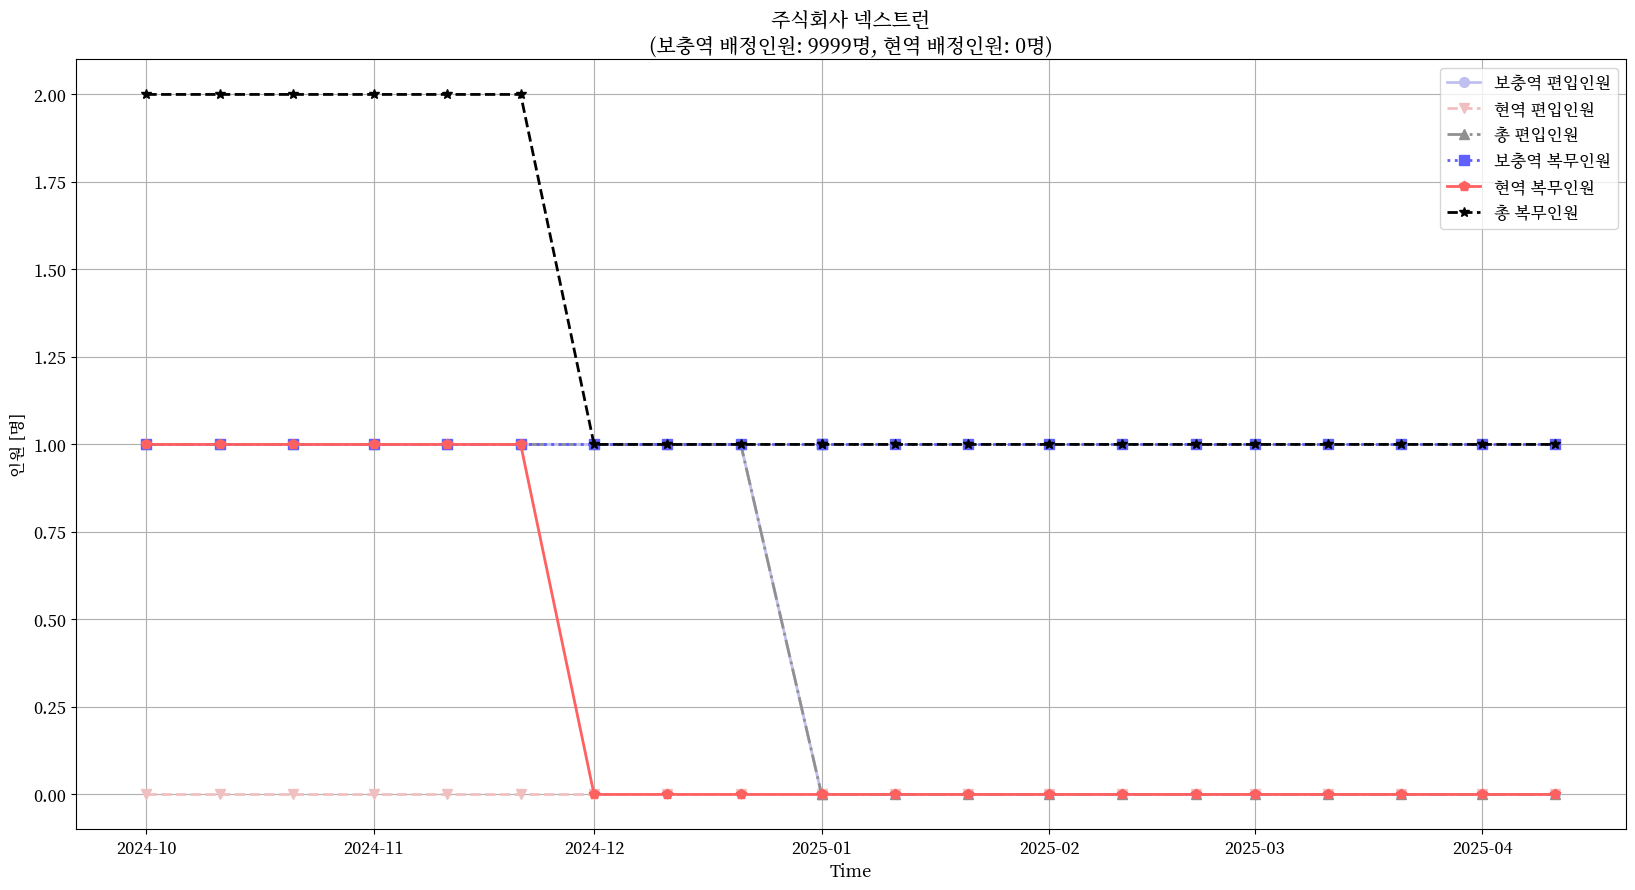 주식회사 넥스트런
(보충역 배정인원: 9999명, 현역 배정인원: 0명)
보충역 편입인원
현역 편입인원
총 편입인원
보충역 복무인원
현역 복무인원
총 복무인원
인원 [명]
2.00
1.75
1.50
1.25
1.00
0.75
0.50
0.25
0.00
2024-10 2024-11 2024-12 2025-01 2025-02 2025-03 2025-04
Time